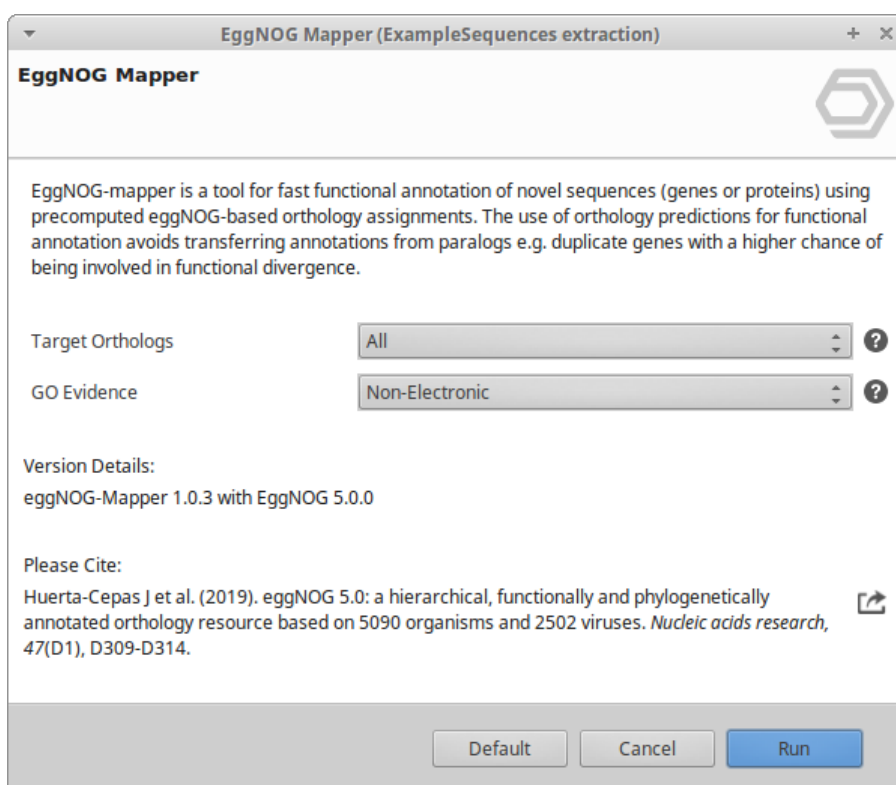 EggNOG Mapper (ExampleSequences extraction)
EggNOG Mapper
EggNOG-mapper is a tool for fast functional annotation of novel sequences (genes or proteins) using
precomputed eggNOG-based orthology assignments. The use of orthology predictions for functional
annotation avoids transferring annotations from paralogs e.g. duplicate genes with a higher chance of
being involved in functional divergence.
Target Orthologs All
GO Evidence Non-Electronic
Version Details:
eggNOG-Mapper 1.0.3 with EggNOG 5.0.0
Please Cite:
Huerta-Cepas J et al. (2019). eggNOG 5.0: a hierarchical, functionally and phylogenetically
annotated orthology resource based on 5090 organisms and 2502 viruses. Nucleic acids research,
47(D1), D309-D314.
Default Cancel Run